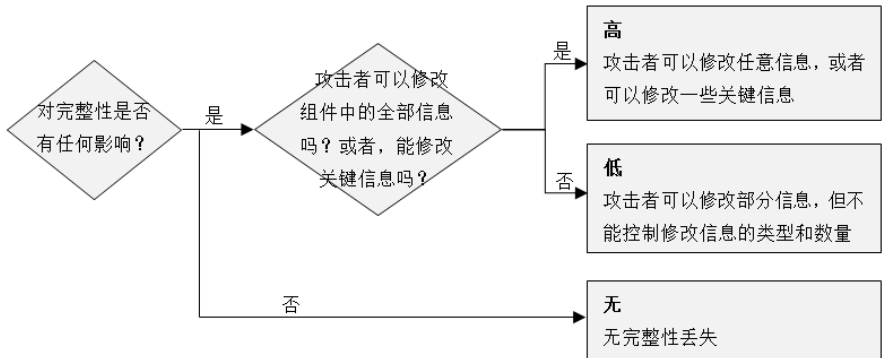 对完整性是否
有任何影响？
是
攻击者可以修改
组件中的全部信息
吗？或者，能修改
关键信息吗？
是
高
攻击者可以修改任意信息，或者
可以修改一些关键信息
否
低
攻击者可以修改部分信息，但不
能控制修改信息的类型和数量
否
无
无完整性丢失